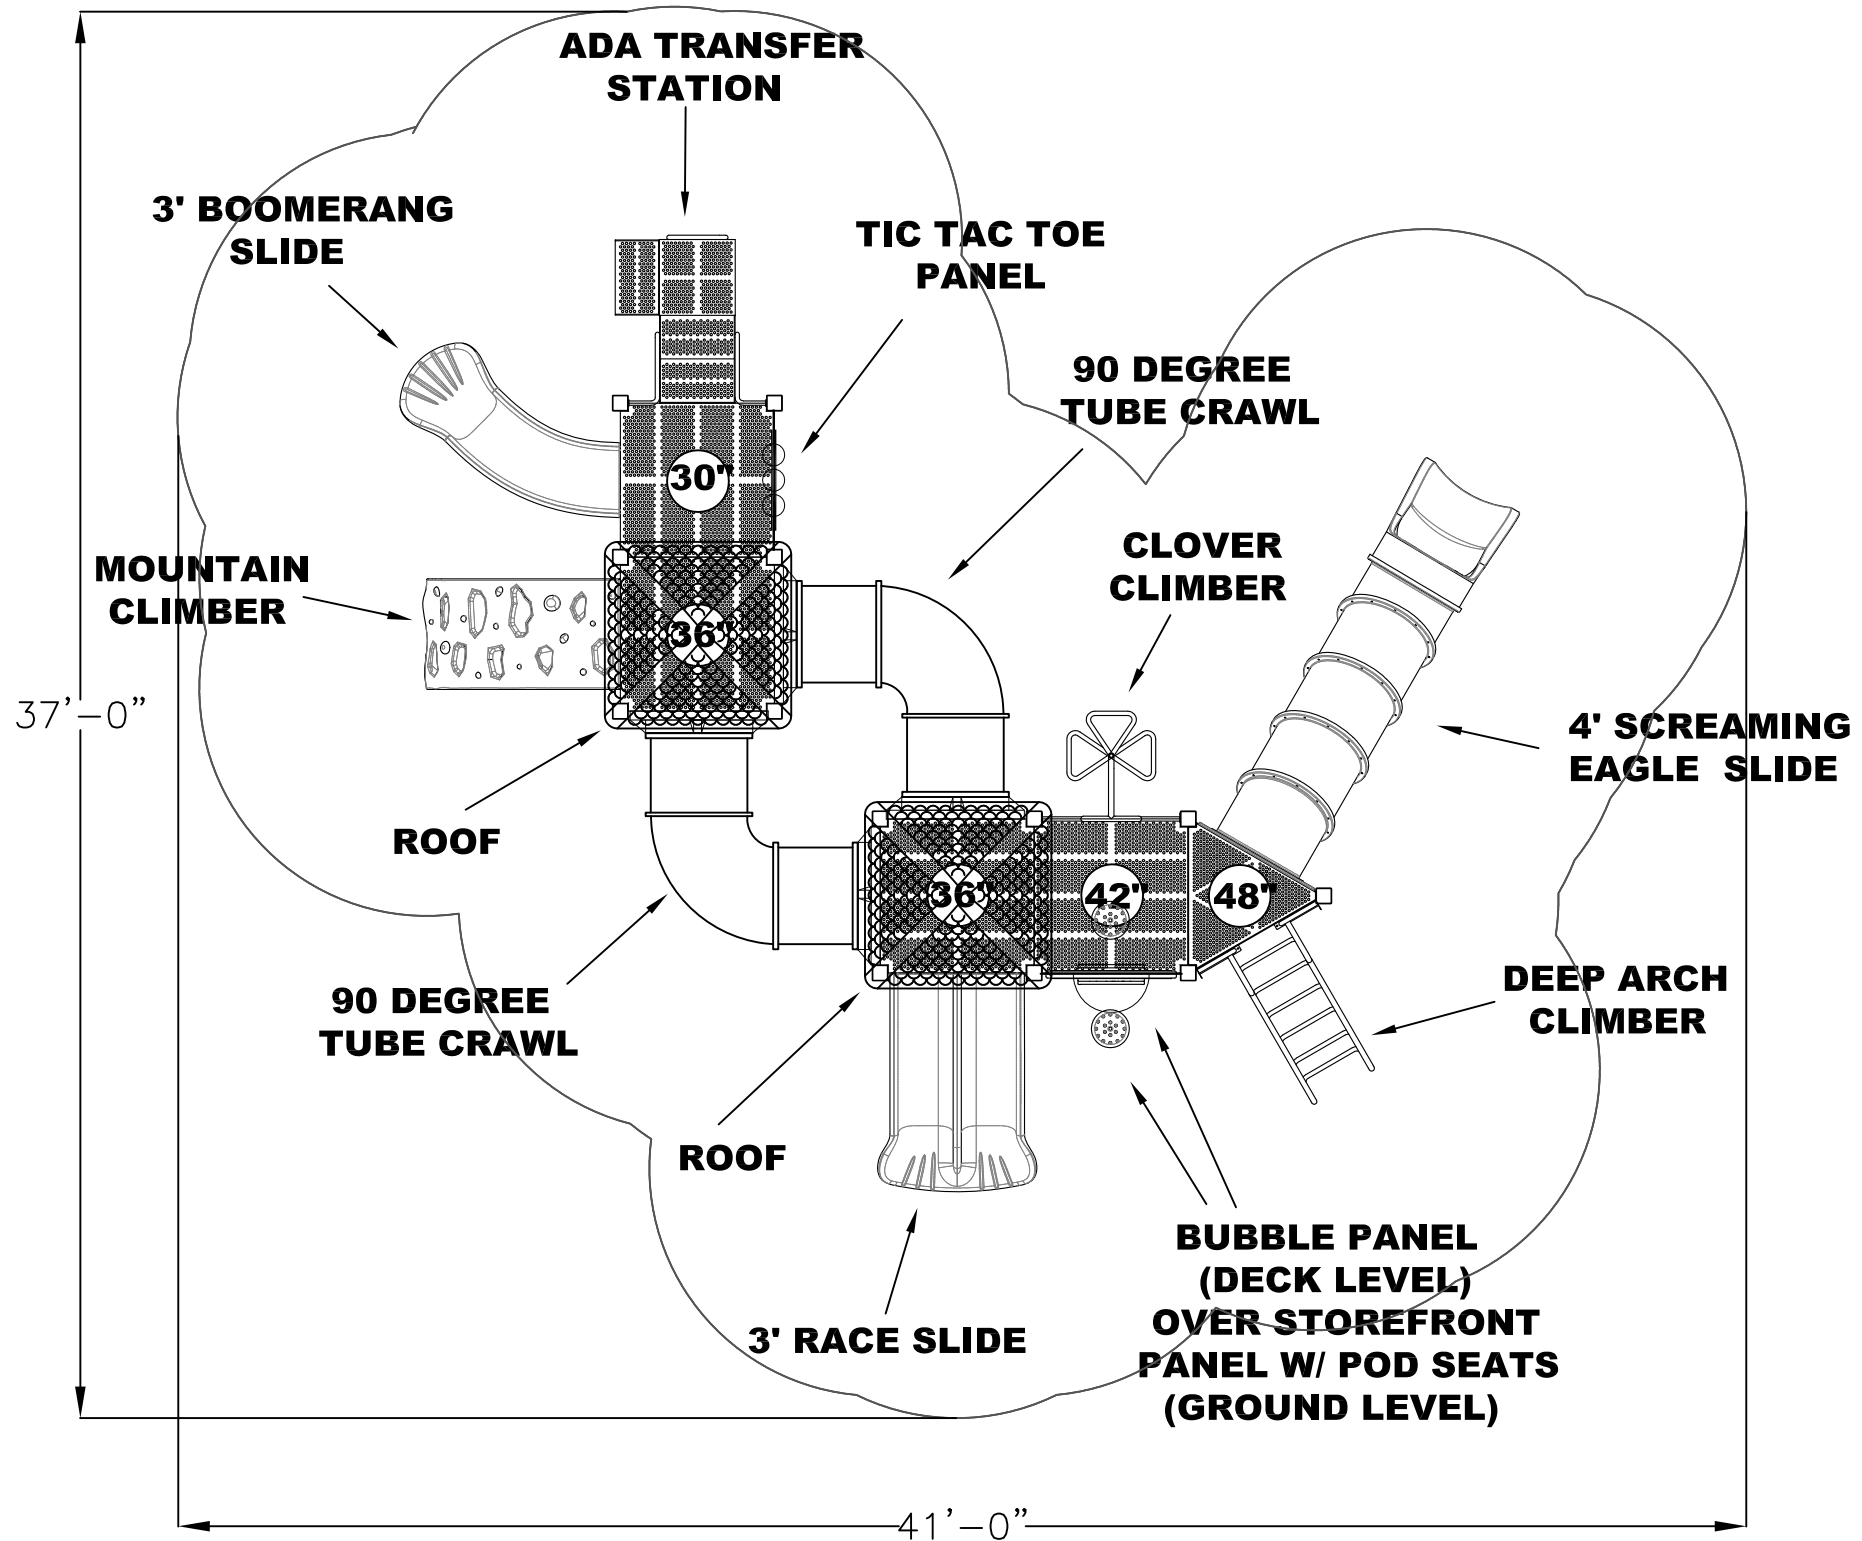 ADA TRANSFER
STATION
3' BOOMERANG
SLIDE
TIC TAC TOE
PANEL
90 DEGREE
TUBE CRAWL
30"
CLOVER
CLIMBER
MOUNTAIN
CLIMBER
36"
37'-0"
4' SCREAMING
EAGLE SLIDE
ROOF
36"
42"
48"
90 DEGREE
TUBE CRAWL
DEEP ARCH
CLIMBER
ROOF
BUBBLE PANEL
(DECK LEVEL)
OVER STOREFRONT
PANEL W/ POD SEATS
(GROUND LEVEL)
3' RACE SLIDE
41'-0"